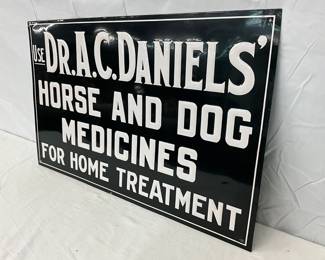 USE DR.A.C.DANIELS'
HORSE AND DOG
MEDICINES
FOR HOME TREATMENT